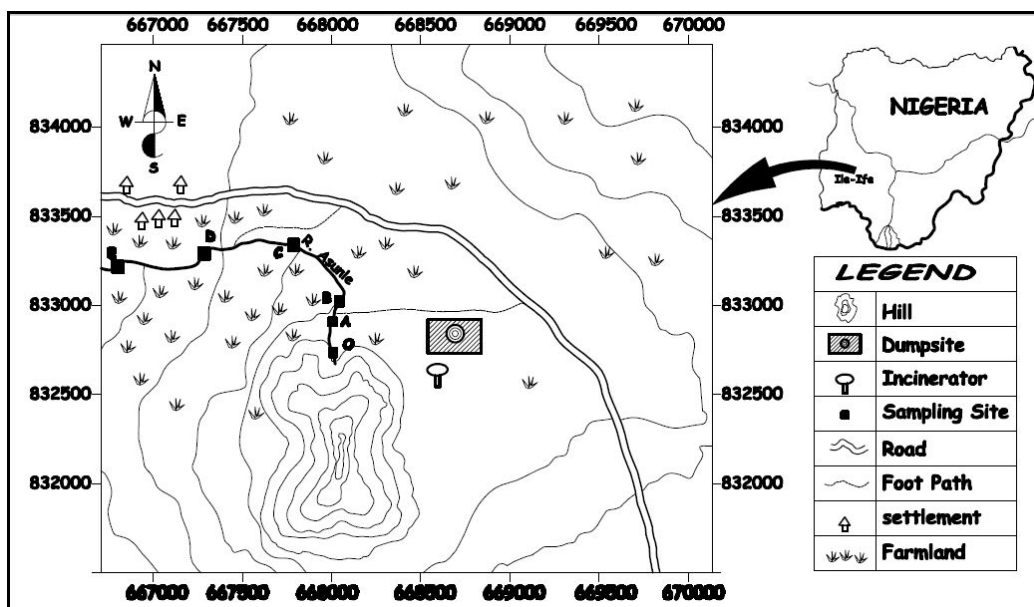 667000 667500 668000 668500 669000 669500 670000
N
W E
S
834000 834000
833500 833500
833000 833000
832500 832500
832000 832000
E
D
C
R. Asunle
B
A
O
667000 667500 668000 668500 669000 669500 670000
NIGERIA
Ile-Ife
LEGEND
Hill
Dumpsite
Incinerator
Sampling Site
Road
Foot Path
settlement
Farmland